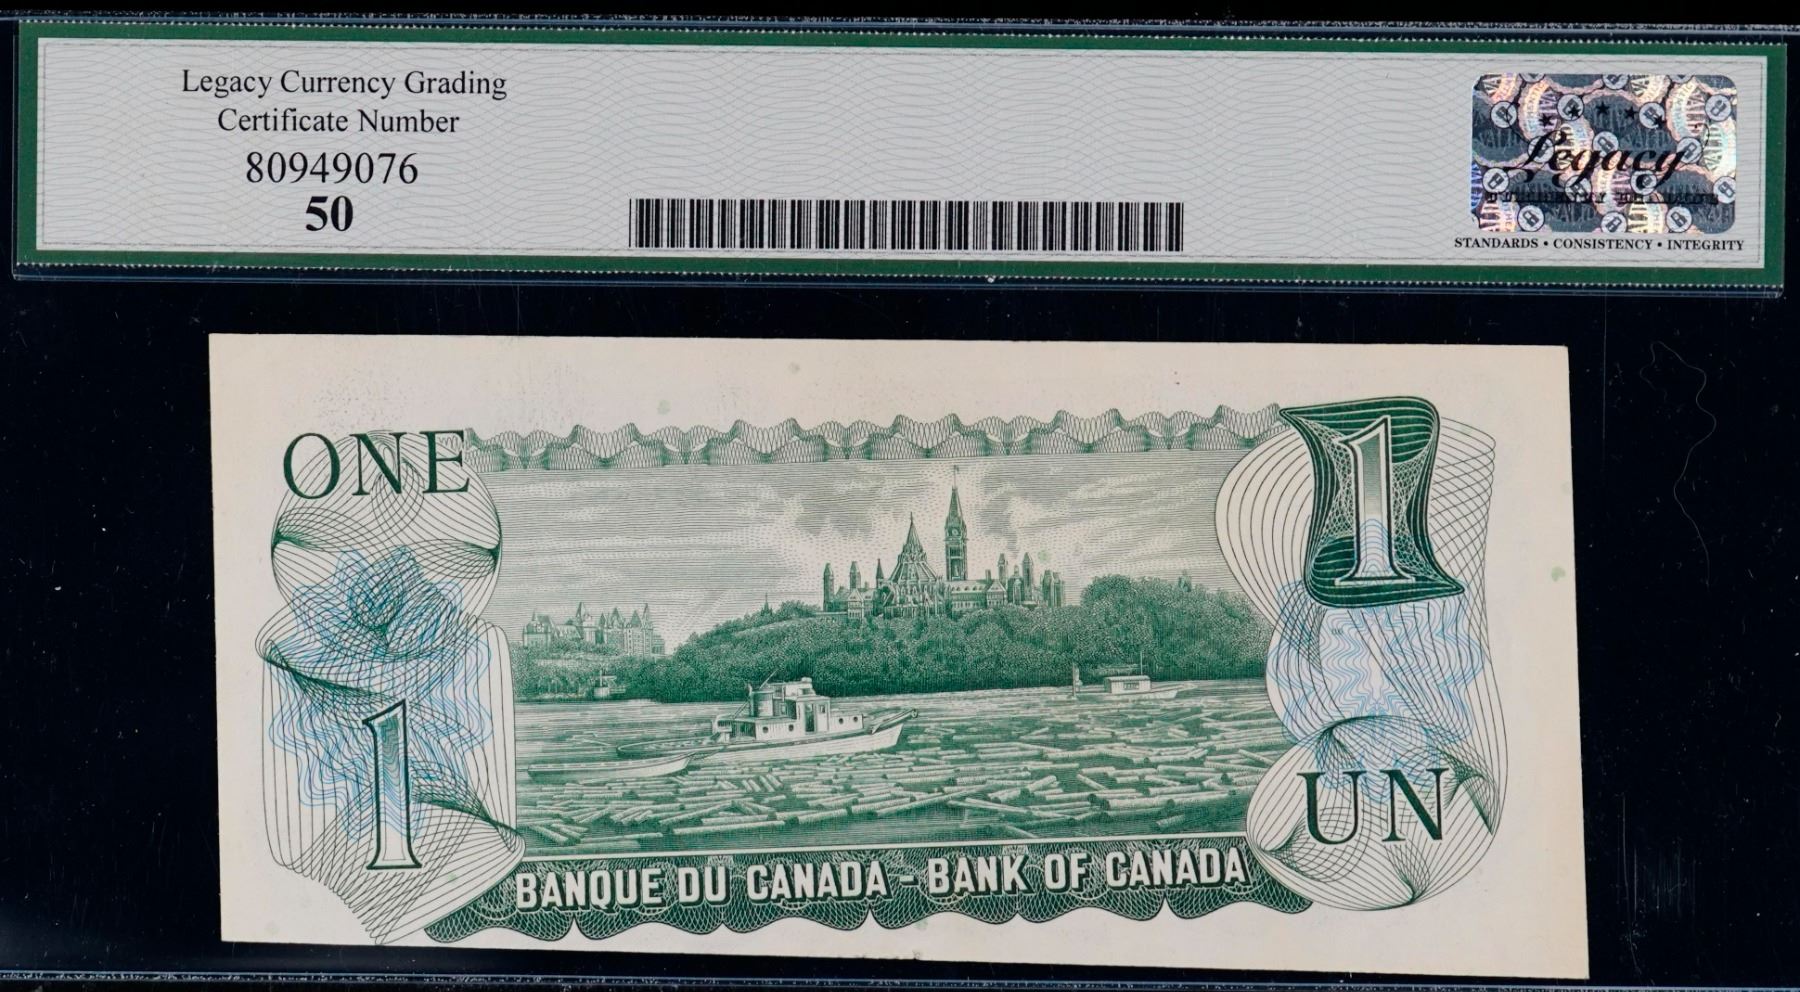 Legacy Currency Grading
Certificate Number
80949076
50
Legacy
STANDARDS • CONSISTENCY • INTEGRITY
ONE
1
1
UN
BANQUE DU CANADA - BANK OF CANADA